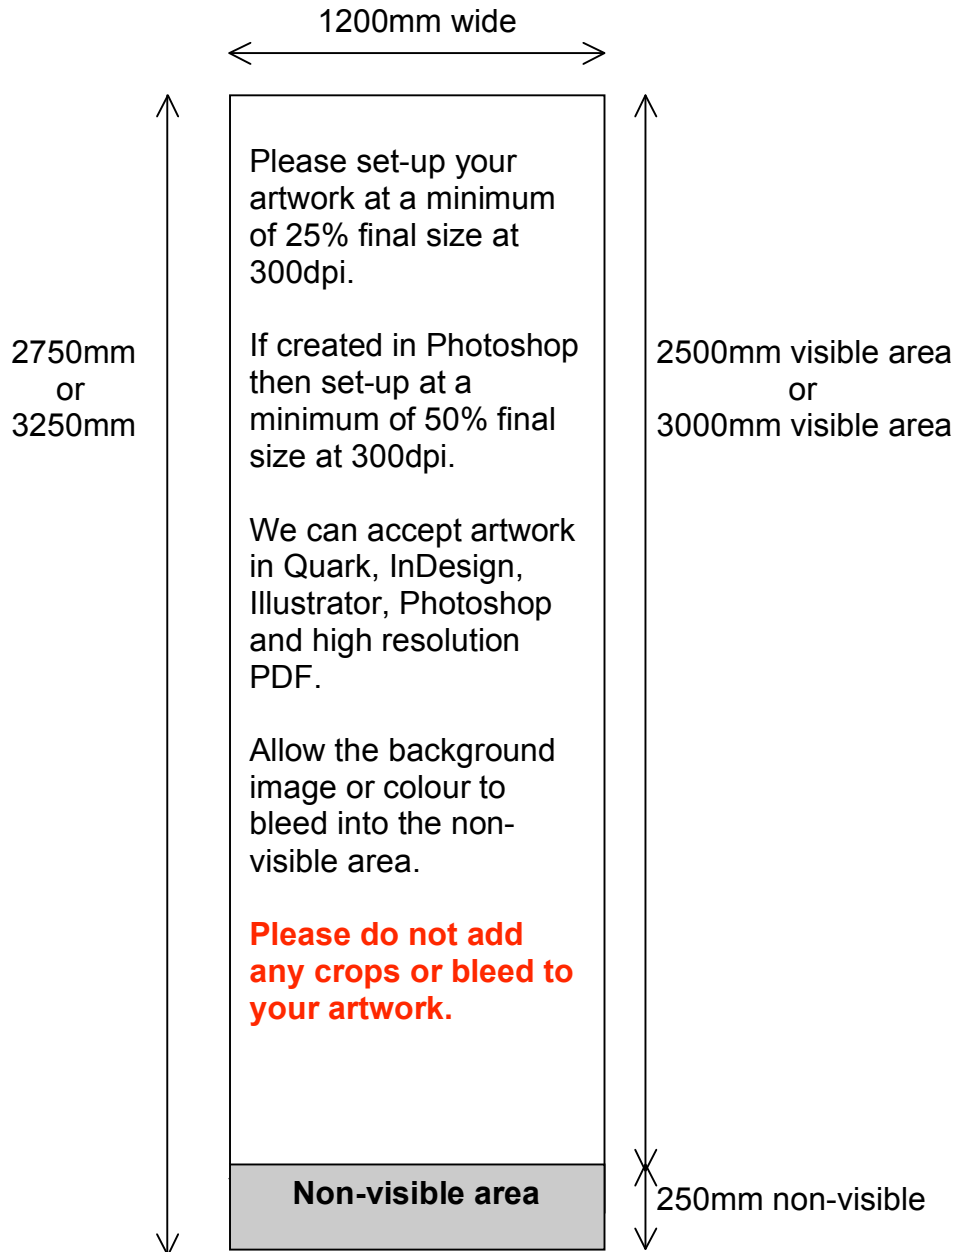 1200mm wide
Please set-up your
artwork at a minimum
of 25% final size at
300dpi.
If created in Photoshop
then set-up at a
minimum of 50% final
size at 300dpi.
2750mm
or
3250mm
2500mm visible area
or
3000mm visible area
We can accept artwork
in Quark, InDesign,
Illustrator, Photoshop
and high resolution
PDF.
Allow the background
image or colour to
bleed into the non-
visible area.
Please do not add
any crops or bleed to
your artwork.
Non-visible area
250mm non-visible